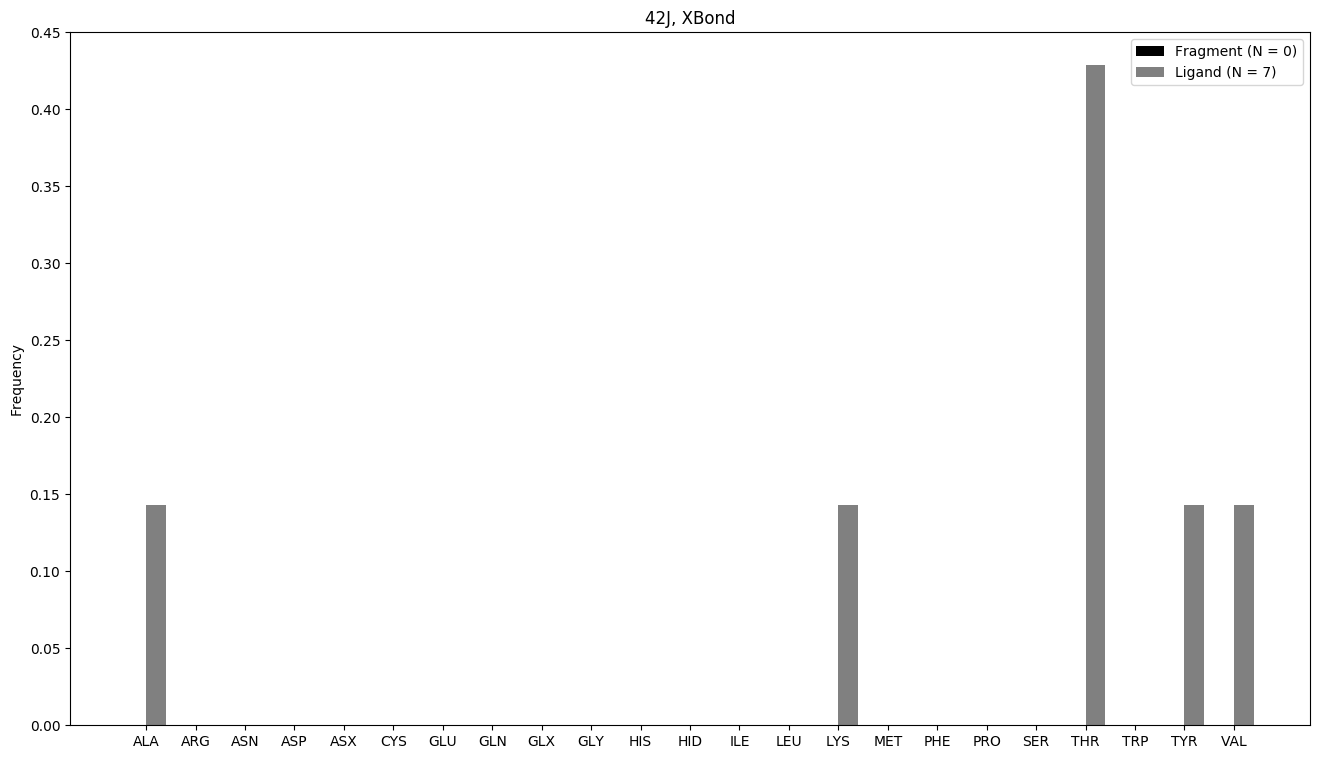 42J, XBond
Fragment (N = 0)
Ligand (N = 7)
Frequency
0.45
0.40
0.35
0.30
0.25
0.20
0.15
0.10
0.05
0.00
ALA ARG ASN ASP ASX CYS GLU GLN GLX GLY HIS HID ILE LEU LYS MET PHE PRO SER THR TRP TYR VAL